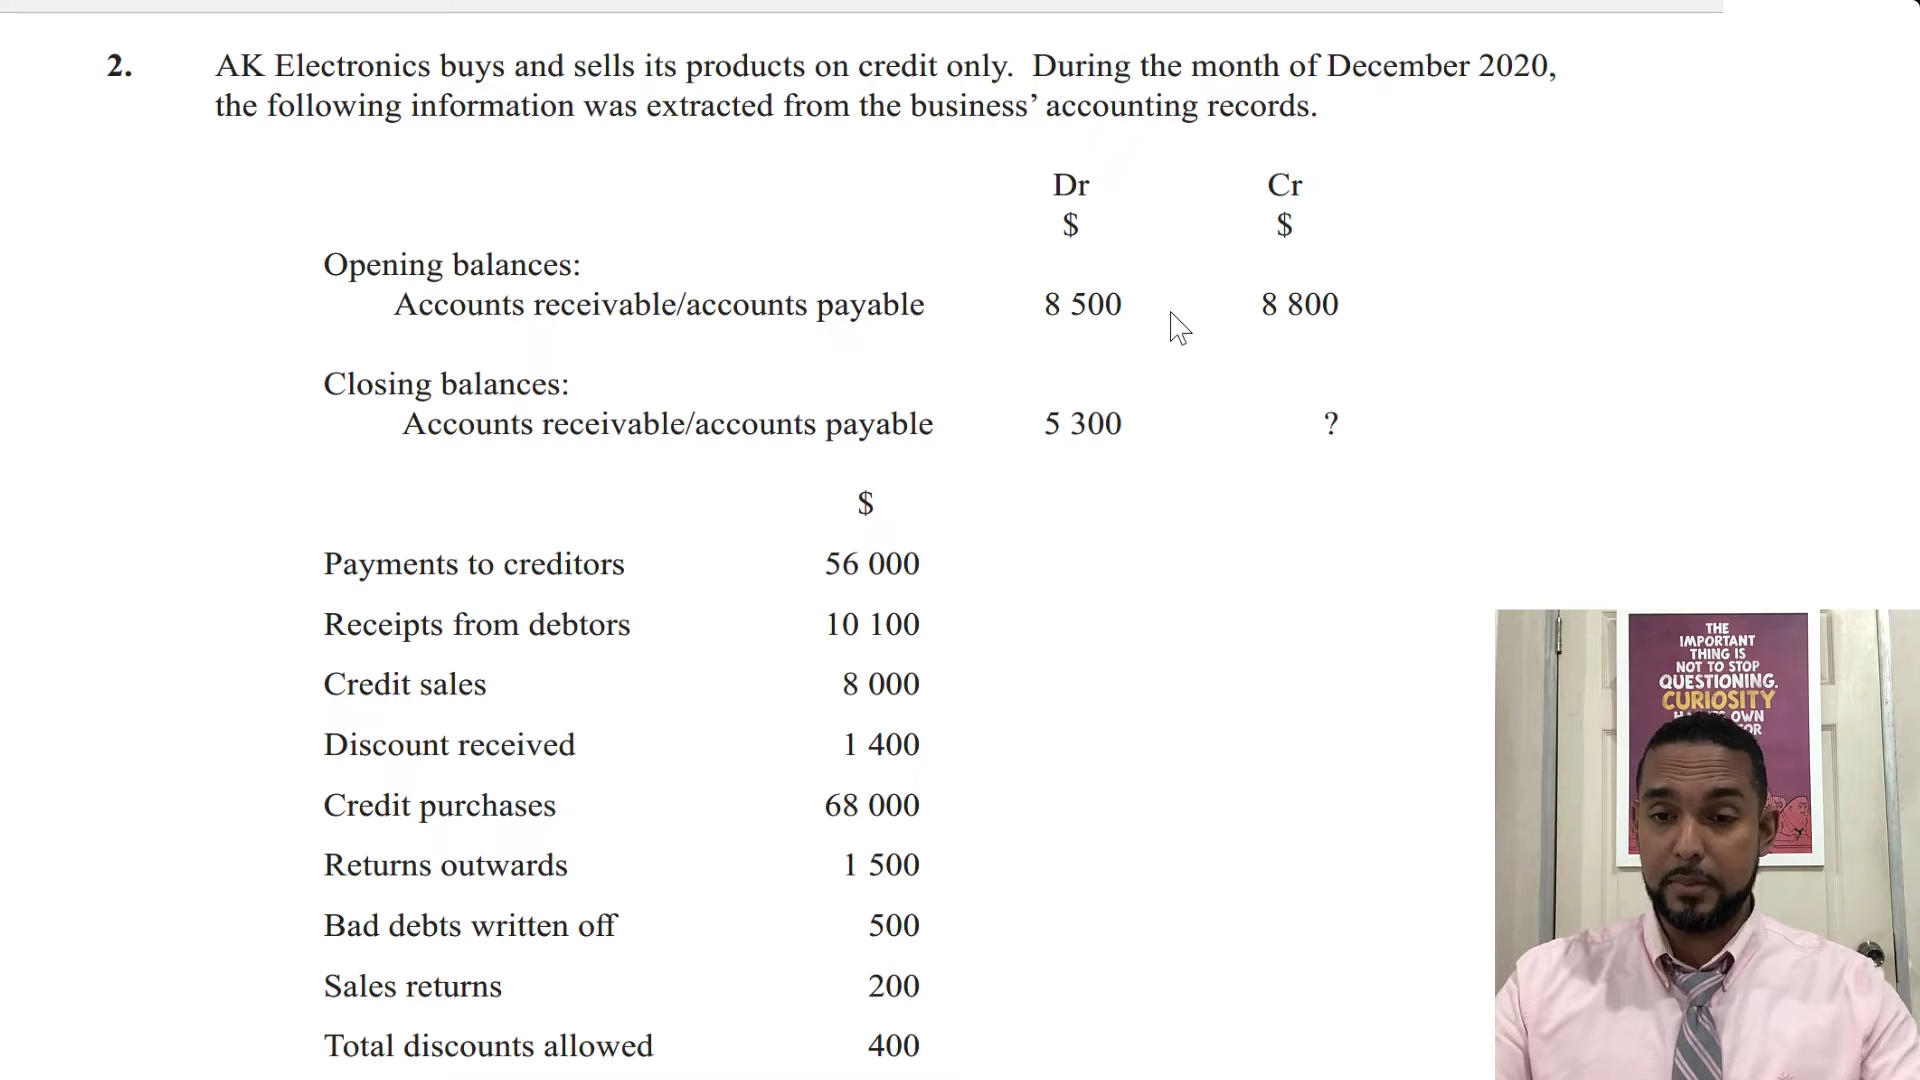 2. AK Electronics buys and sells its products on credit only. During the month of December 2020,
the following information was extracted from the business’ accounting records.
Dr Cr
$ $
Opening balances:
Accounts receivable/accounts payable 8 500 8 800
Closing balances:
Accounts receivable/accounts payable 5 300 ?
$
Payments to creditors 56 000
Receipts from debtors 10 100
Credit sales 8 000
Discount received 1 400
Credit purchases 68 000
Returns outwards 1 500
Bad debts written off 500
Sales returns 200
Total discounts allowed 400
THE
IMPORTANT
THING IS
NOT TO STOP
QUESTIONING.
CURIOSITY
OWN